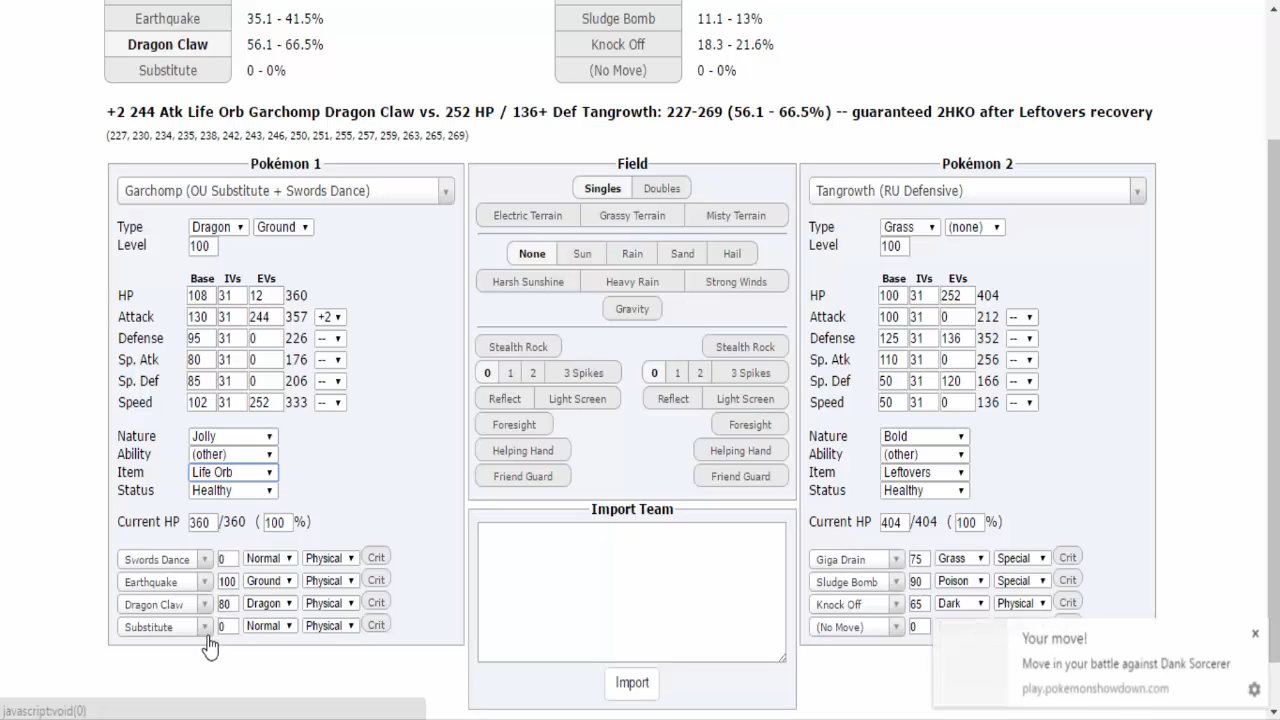 Earthquake 35.1 - 41.5% Sludge Bomb 11.1 - 13%
Dragon Claw 56.1 - 66.5% Knock Off 18.3 - 21.6%
Substitute 0 - 0% (No Move) 0 - 0%
+2 244 Atk Life Orb Garchomp Dragon Claw vs. 252 HP / 136+ Def Tangrowth: 227-269 (56.1 - 66.5%) -- guaranteed 2HKO after Leftovers recovery
(227, 230, 234, 235, 238, 242, 243, 246, 250, 251, 255, 257, 259, 263, 265, 269)
Pokémon 1
Garchomp (OU Substitute + Swords Dance)
Type Dragon Ground
Level 100
Base IVs EVs
HP 108 31 12 360
Attack 130 31 244 357 +2
Defense 95 31 0 226 --
Sp. Atk 80 31 0 176 --
Sp. Def 85 31 0 206 --
Speed 102 31 252 333 --
Nature Jolly
Ability (other)
Item Life Orb
Status Healthy
Current HP 360 /360 ( 100 %)
Swords Dance 0 Normal Physical Crit
Earthquake 100 Ground Physical Crit
Dragon Claw 80 Dragon Physical Crit
Substitute 0 Normal Physical Crit
Field
Singles Doubles
Electric Terrain Grassy Terrain Misty Terrain
None Sun Rain Sand Hail
Harsh Sunshine Heavy Rain Strong Winds
Gravity
Stealth Rock Stealth Rock
0 1 2 3 Spikes 0 1 2 3 Spikes
Reflect Light Screen Reflect Light Screen
Foresight Foresight
Helping Hand Helping Hand
Friend Guard Friend Guard
Import Team
Import
Pokémon 2
Tangrowth (RU Defensive)
Type Grass (none)
Level 100
Base IVs EVs
HP 100 31 252 404
Attack 100 31 0 212 --
Defense 125 31 136 352 --
Sp. Atk 110 31 0 256 --
Sp. Def 50 31 120 166 --
Speed 50 31 0 136 --
Nature Bold
Ability (other)
Item Leftovers
Status Healthy
Current HP 404 /404 ( 100 %)
Giga Drain 75 Grass Special Crit
Sludge Bomb 90 Poison Special Crit
Knock Off 65 Dark Physical Crit
(No Move) 0
Your move! x
Move in your battle against Dank Sorcerer
play.pokemonshowdown.com
javascript:void(0)